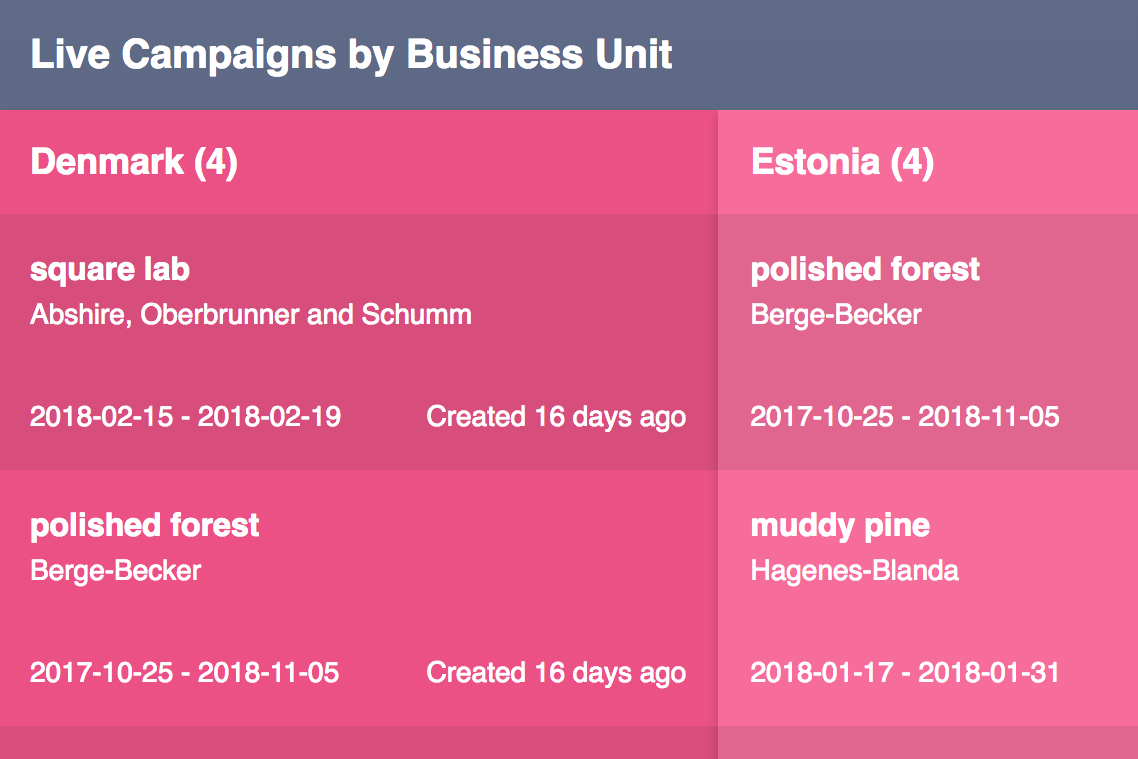 Live Campaigns by Business Unit
Denmark (4)
square lab
Abshire, Oberbrunner and Schumm
2018-02-15 - 2018-02-19 Created 16 days ago
polished forest
Berge-Becker
2017-10-25 - 2018-11-05 Created 16 days ago
Estonia (4)
polished forest
Berge-Becker
2017-10-25 - 2018-11-05
muddy pine
Hagenes-Blanda
2018-01-17 - 2018-01-31